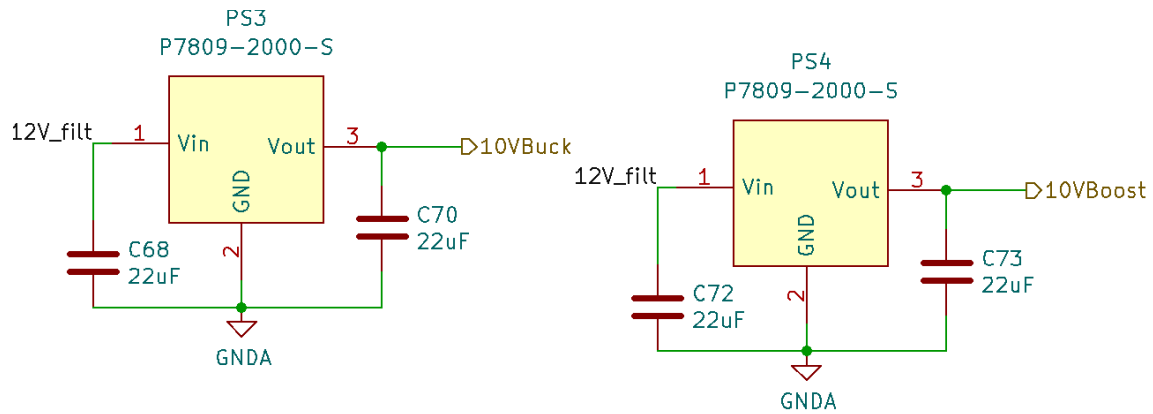 PS3
P7809-2000-S
12V_filt
1
Vin
Vout
3
10VBuck
GND
2
C68
22uF
C70
22uF
GNDA
PS4
P7809-2000-S
12V_filt
1
Vin
Vout
3
10VBoost
GND
2
C72
22uF
C73
22uF
GNDA